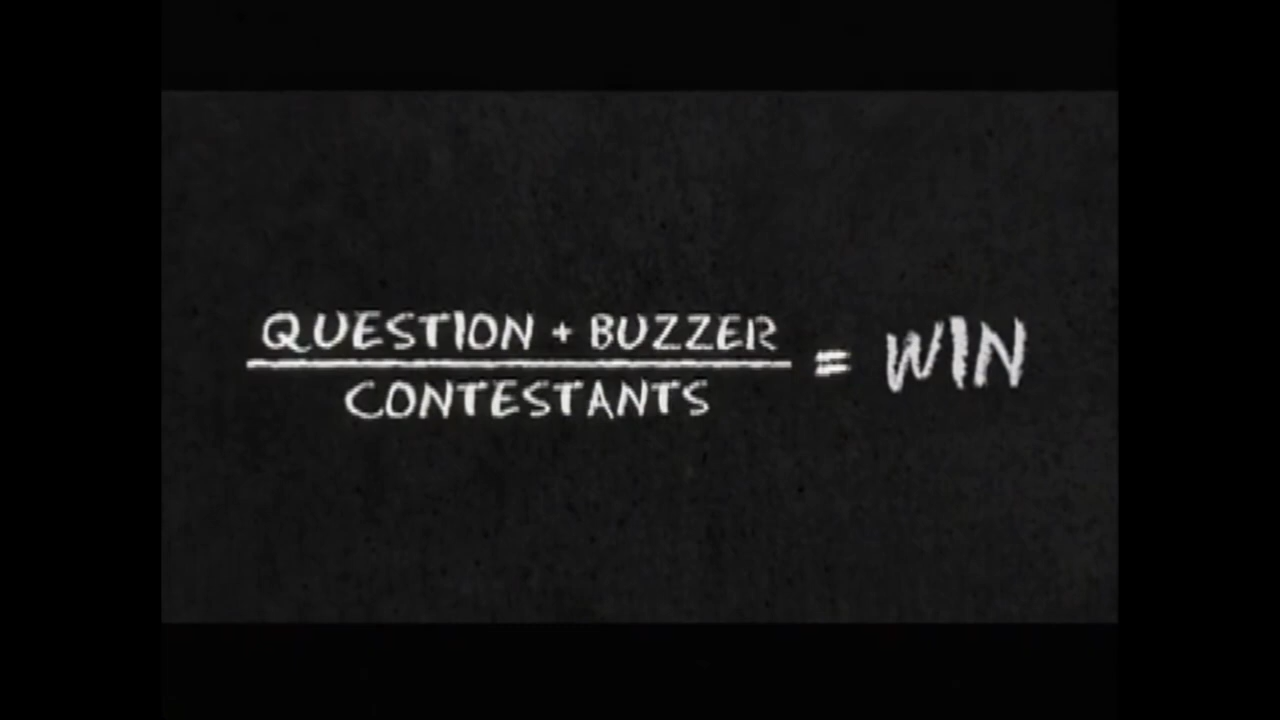 QUESTION + BUZZER
CONTESTANTS
= WIN